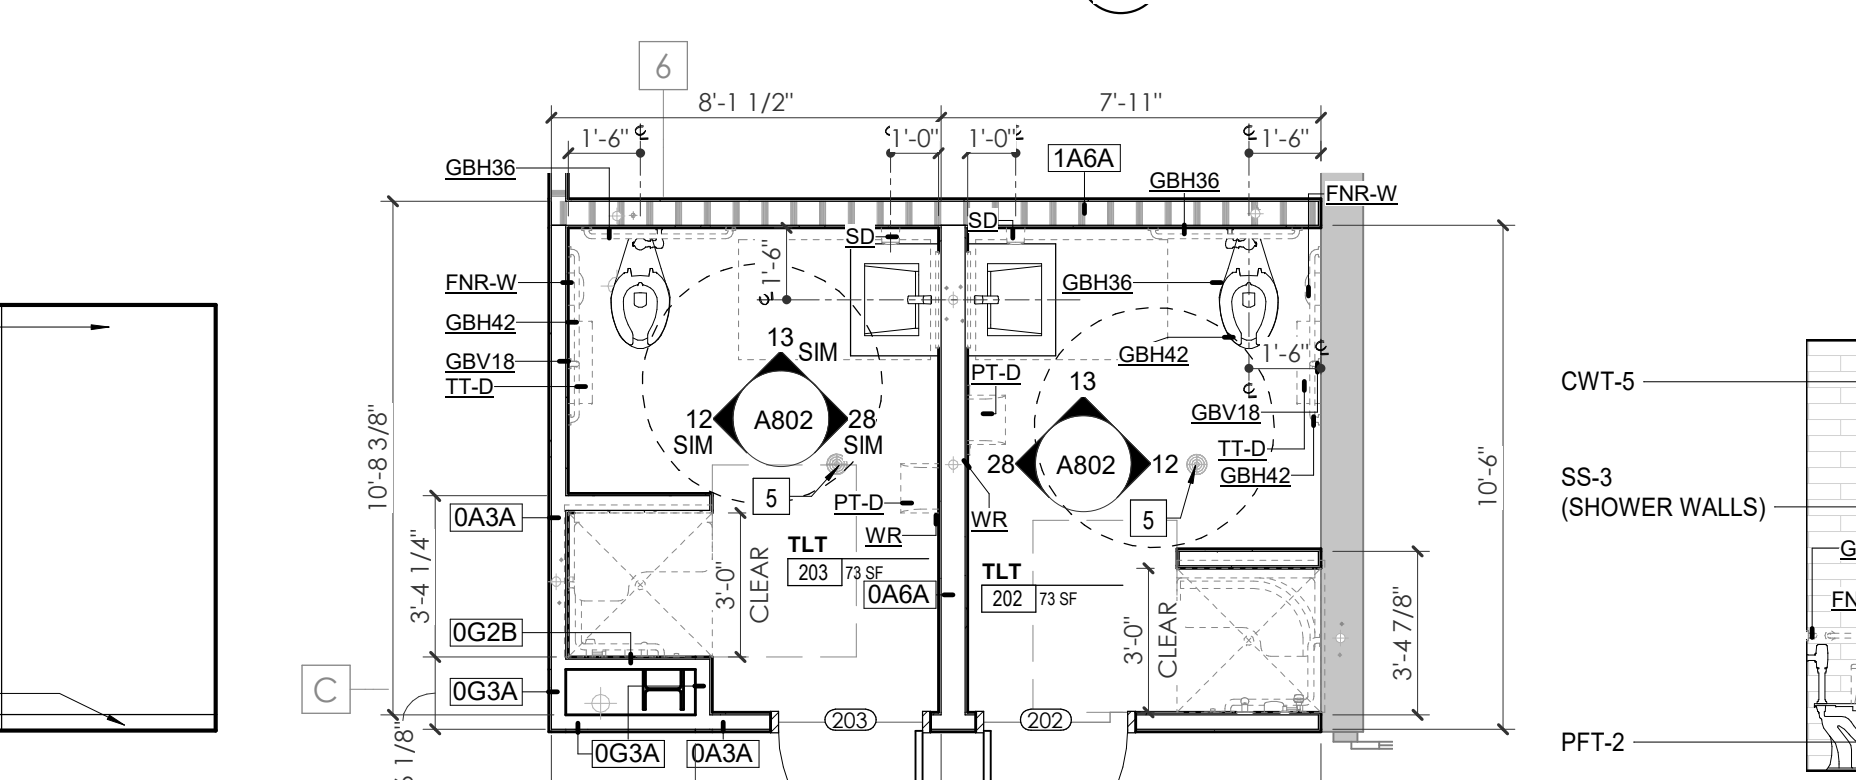 6
8'-1 1/2"
7'-11"
1'-6"
1'-0"
1'-0"
1'-6"
1A6A
GBH36
GBH36
FNR-W
SD
SD
1'-6"
FNR-W
GBH36
GBH42
13
SIM
GBH42
1'-6"
GBV18
TT-D
PT-D
13
CWT-5
12
SIM
A802
28
SIM
GBV18
10'-8 3/8"
TT-D
28
A802
12
GBH42
10'-6"
SS-3
(SHOWER WALLS)
5
PT-D
WR
5
0A3A
WR
3'-4 1/4"
3'-0"
CLEAR
TLT
203
73 SF
0A6A
TLT
202
73 SF
3'-0"
CLEAR
3'-4 7/8"
G
FN
0G2B
C
0G3A
H
203
202
0G3A
0A3A
1/8"
PFT-2